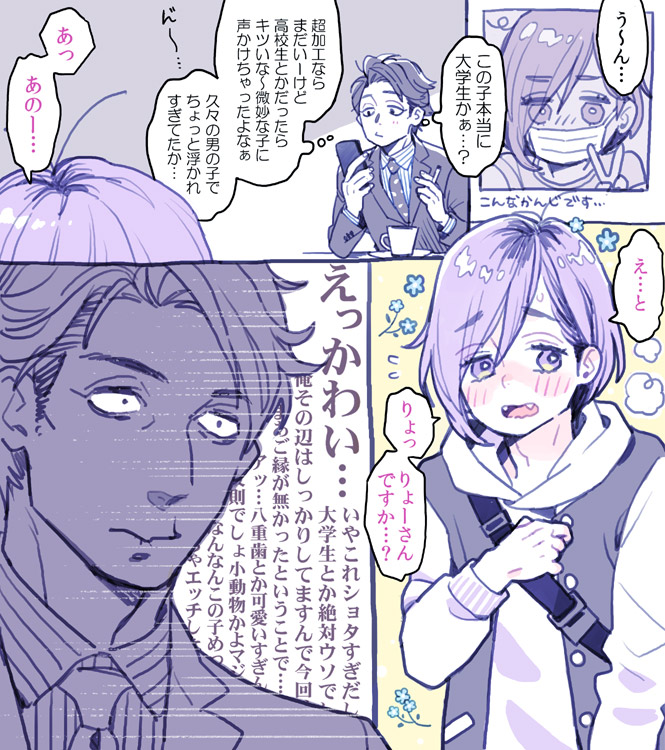 う〜ん…
この子本当に
大学生かぁ…?
こんなかんじです…
超加工なら
まだいーけど
高校生とかだったら
キツいな〜微妙な子に
声かけちゃったよなぁ
ん〜…
久々の男の子で
ちょっと浮かれ
すぎてたか…
あっ
あのー…
え…と
りょっ
りょーさん
ですか…?
えっかわい…
いやこれショタすぎだし
大学生とか絶対ウソで
俺その辺はしっかりしてますんで今回
のご縁が無かったということで…
アッ…八重歯とか可愛いすぎ
則でしょ小動物かよマジ
なんなんこの子めっ